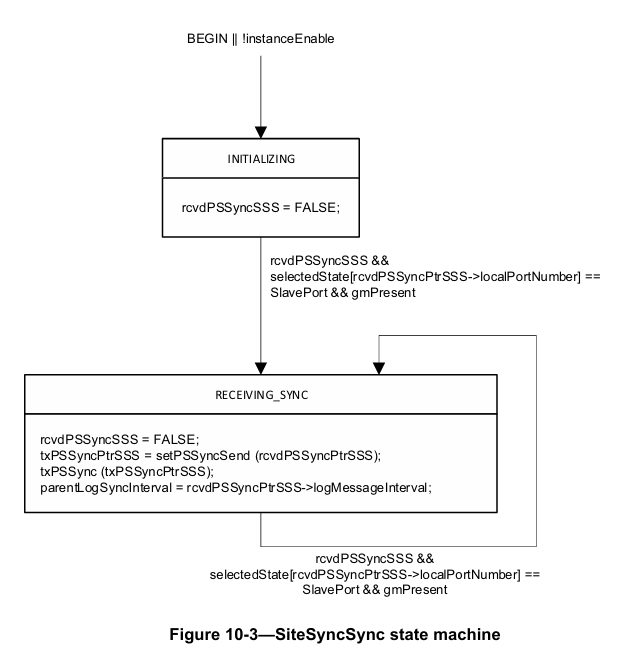 BEGIN || !instanceEnable
INITIALIZING
rcvdPSSyncSSS = FALSE;
rcvdPSSyncSSS &&
selectedState[rcvdPSSyncPtrSSS->localPortNumber] ==
SlavePort && gmPresent
RECEIVING_SYNC
rcvdPSSyncSSS = FALSE;
txPSSyncPtrSSS = setPSSyncSend (rcvdPSSyncPtrSSS);
txPSSync (txPSSyncPtrSSS);
parentLogSyncInterval = rcvdPSSyncPtrSSS->logMessageInterval;
rcvdPSSyncSSS &&
selectedState[rcvdPSSyncPtrSSS->localPortNumber] ==
SlavePort && gmPresent
Figure 10-3—SiteSyncSync state machine